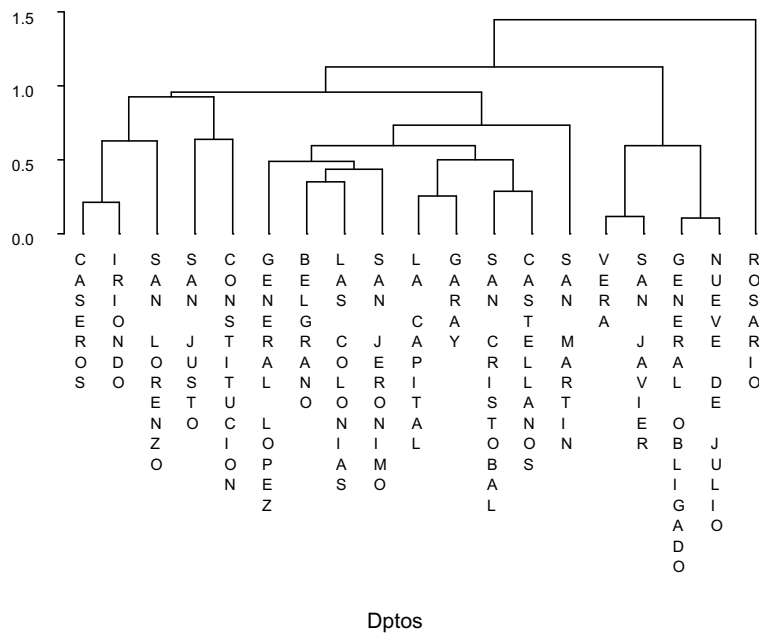 1.5
1.0
0.5
0.0
CASEROS
IRIONDO
SAN LORENZO
SAN JUSTO
CONSTITUCION
GENERAL LOPEZ
BELGRANO
LAS COLONIAS
SAN JERONIMO
LA CAPITAL
GARAY
SAN CRISTOBAL
CASTELLANOS
SAN MARTIN
VERA
SAN JAVIER
GENERAL OBLIGADO
NUEVE DE JULIO
ROSARIO
Dptos